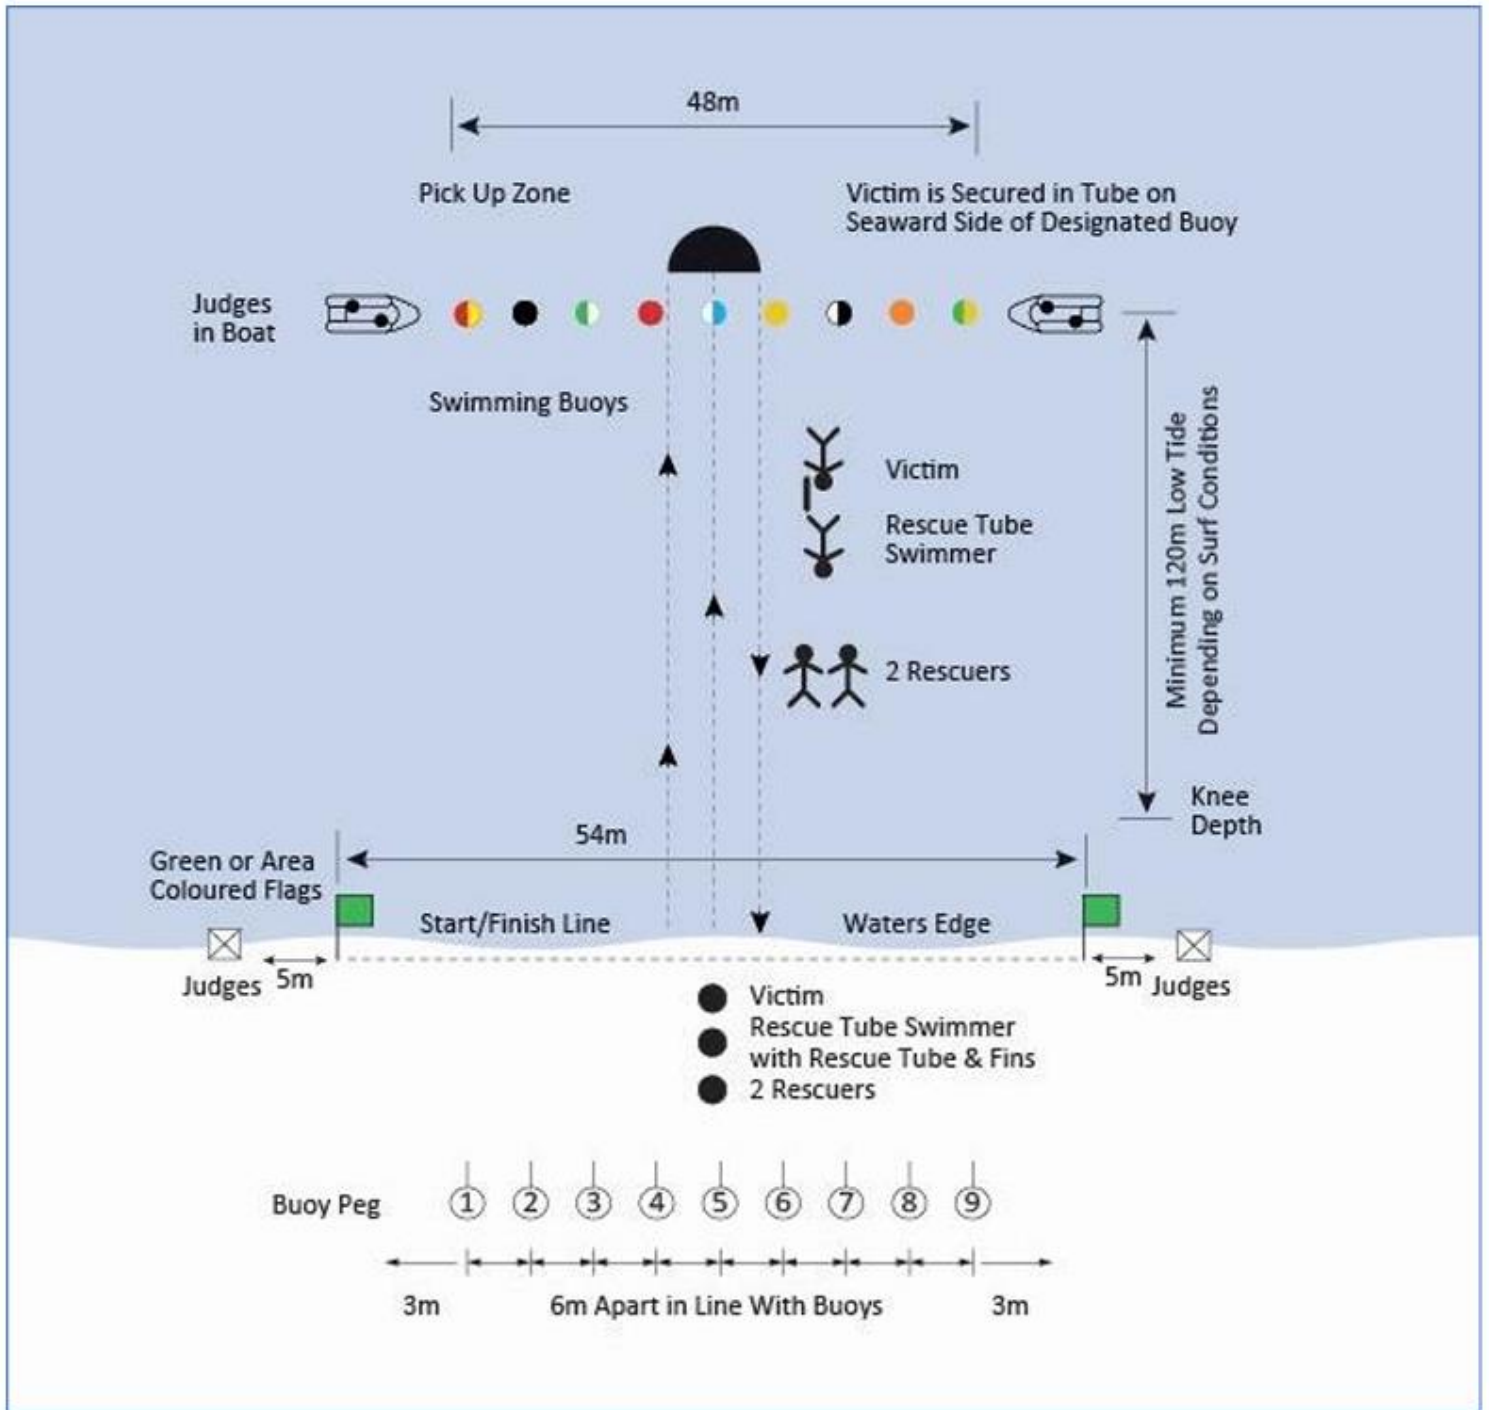 48m
Pick Up Zone
Victim is Secured in Tube on
Seaward Side of Designated Buoy
Judges
in Boat
Swimming Buoys
Victim
Rescue Tube
Swimmer
2 Rescuers
Minimum 120m Low Tide
Depending on Surf Conditions
Knee
Depth
54m
Green or Area
Coloured Flags
Start/Finish Line
Waters Edge
Judges
5m
5m
Judges
Victim
Rescue Tube Swimmer
with Rescue Tube & Fins
2 Rescuers
Buoy Peg
1 2 3 4 5 6 7 8 9
3m
6m Apart in Line With Buoys
3m